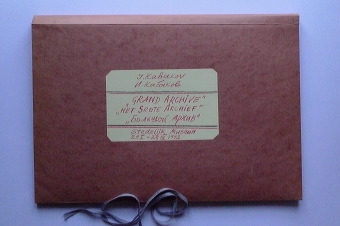 I. Kabakov
И. Кабаков
"GRAND ARCHIVE"
"HET GROTE ARCHIEF"
"Большой Архив"
Stedelijk Museum